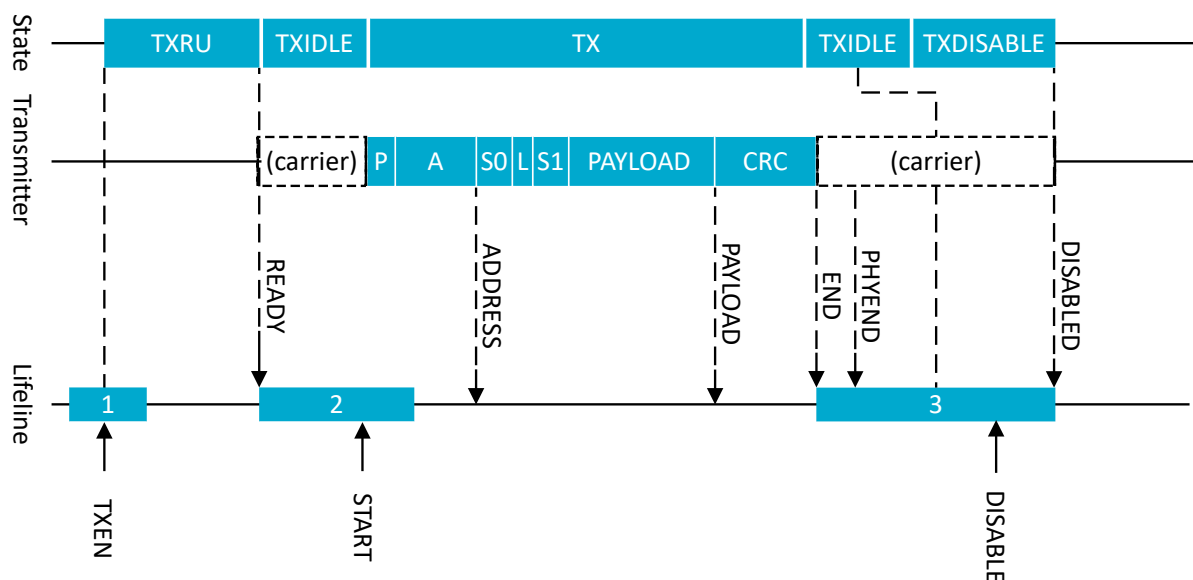 State
TXRU
TXIDLE
TX
TXIDLE
TXDISABLE
Transmitter
(carrier)
P
A
S0
L
S1
PAYLOAD
CRC
(carrier)
READY
ADDRESS
PAYLOAD
END
PHYEND
DISABLED
Lifeline
1
2
3
TXEN
START
DISABLE